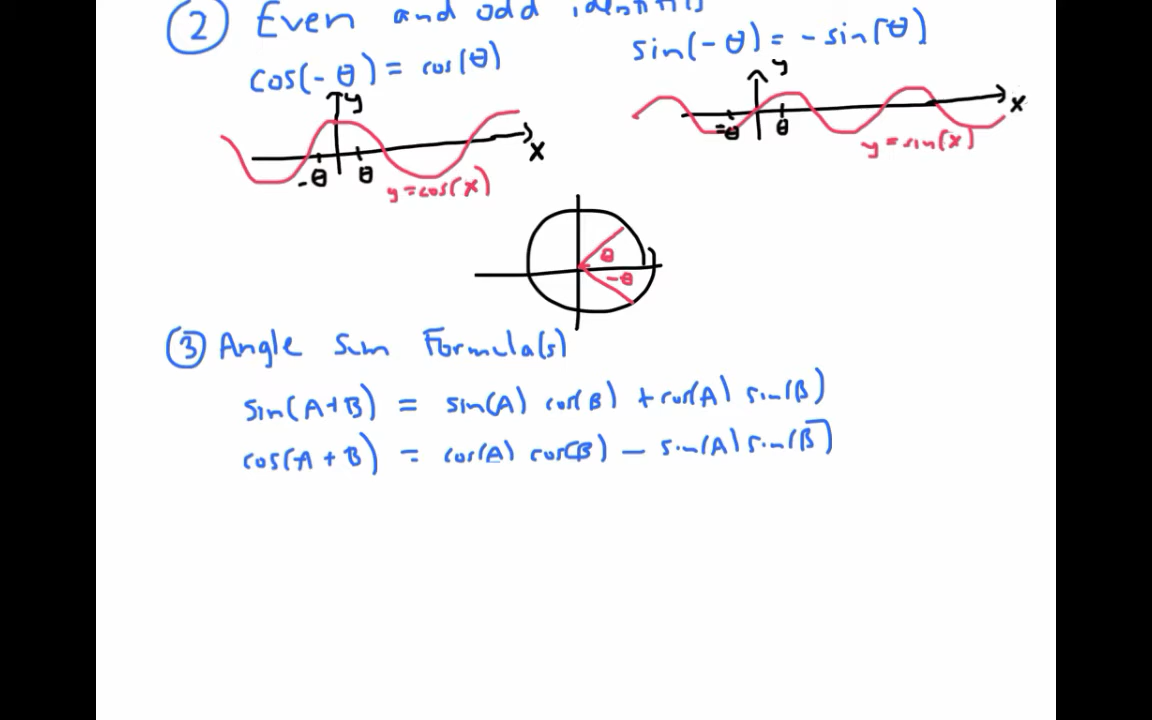 ② Even and odd identiti
cos(-θ) = cos(θ)
sin(-θ) = -sin(θ)
y
-θ θ
x
y = cos(x)
y
-θ θ
x
y = sin(x)
θ
-θ
③ Angle Sum Formula(s)
sin(A+B) = sin(A) cos(B) + cos(A) sin(B)
cos(A + B) = cos(A) cos(B) - sin(A) sin(B)